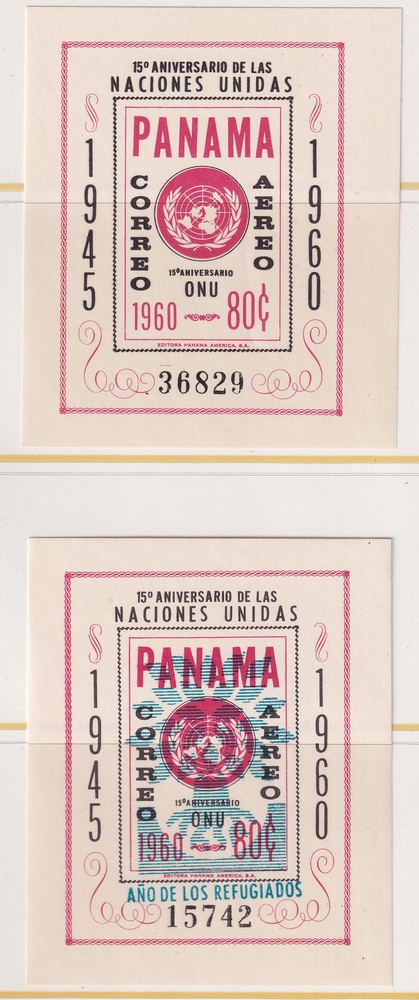 15º ANIVERSARIO DE LAS
NACIONES UNIDAS
1945
1960
PANAMA
CORREO
AEREO
15º ANIVERSARIO
ONU
1960 80¢
EDITORA PANAMA AMERICA, S.A.
36829
15º ANIVERSARIO DE LAS
NACIONES UNIDAS
1945
1960
PANAMA
CORREO
AEREO
15º ANIVERSARIO
ONU
1960 80¢
EDITORA PANAMA AMERICA, S.A.
AÑO DE LOS REFUGIADOS
15742